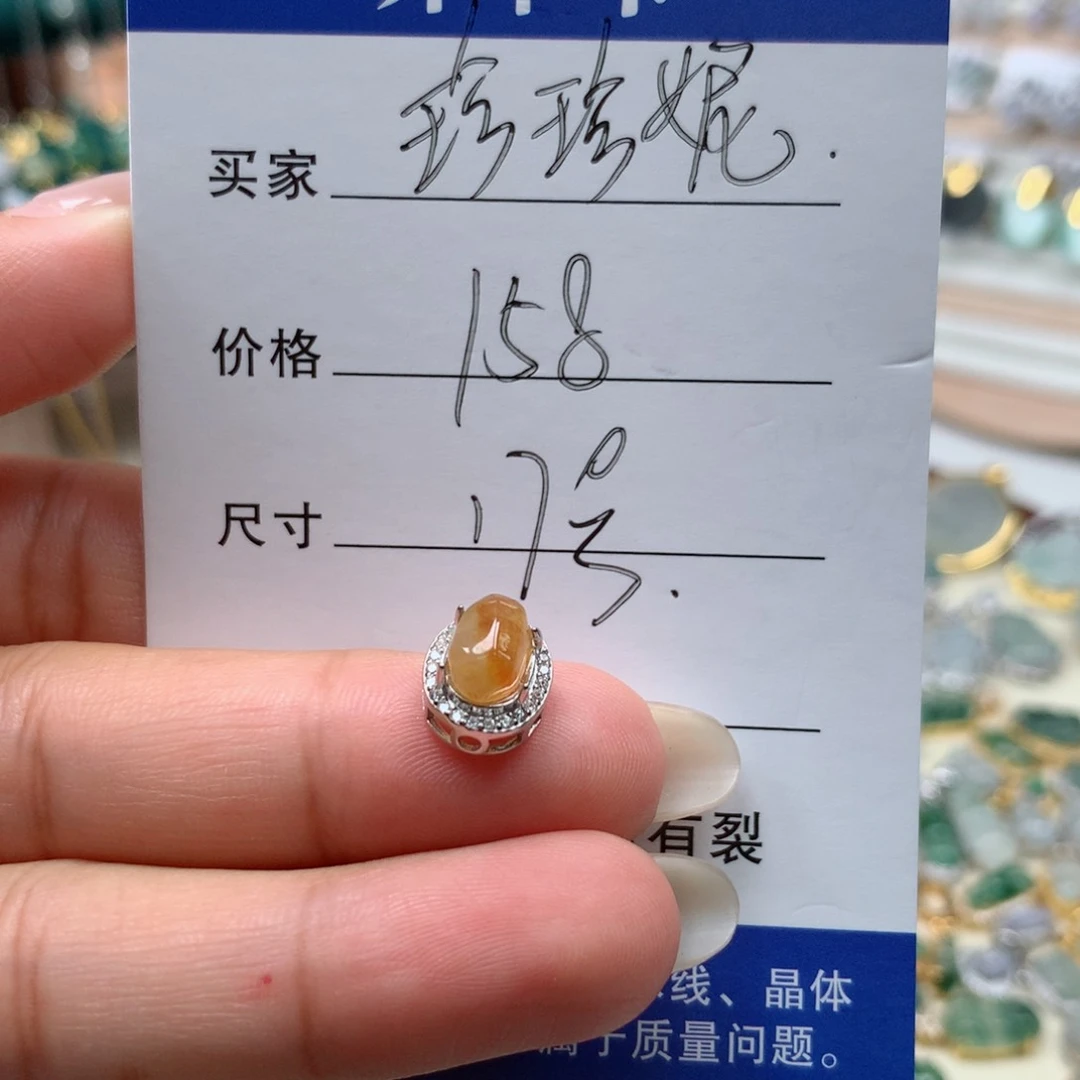 买家 珍珍妮.
价格 158
尺寸 17号.
有裂
线、晶体
属于质量问题。